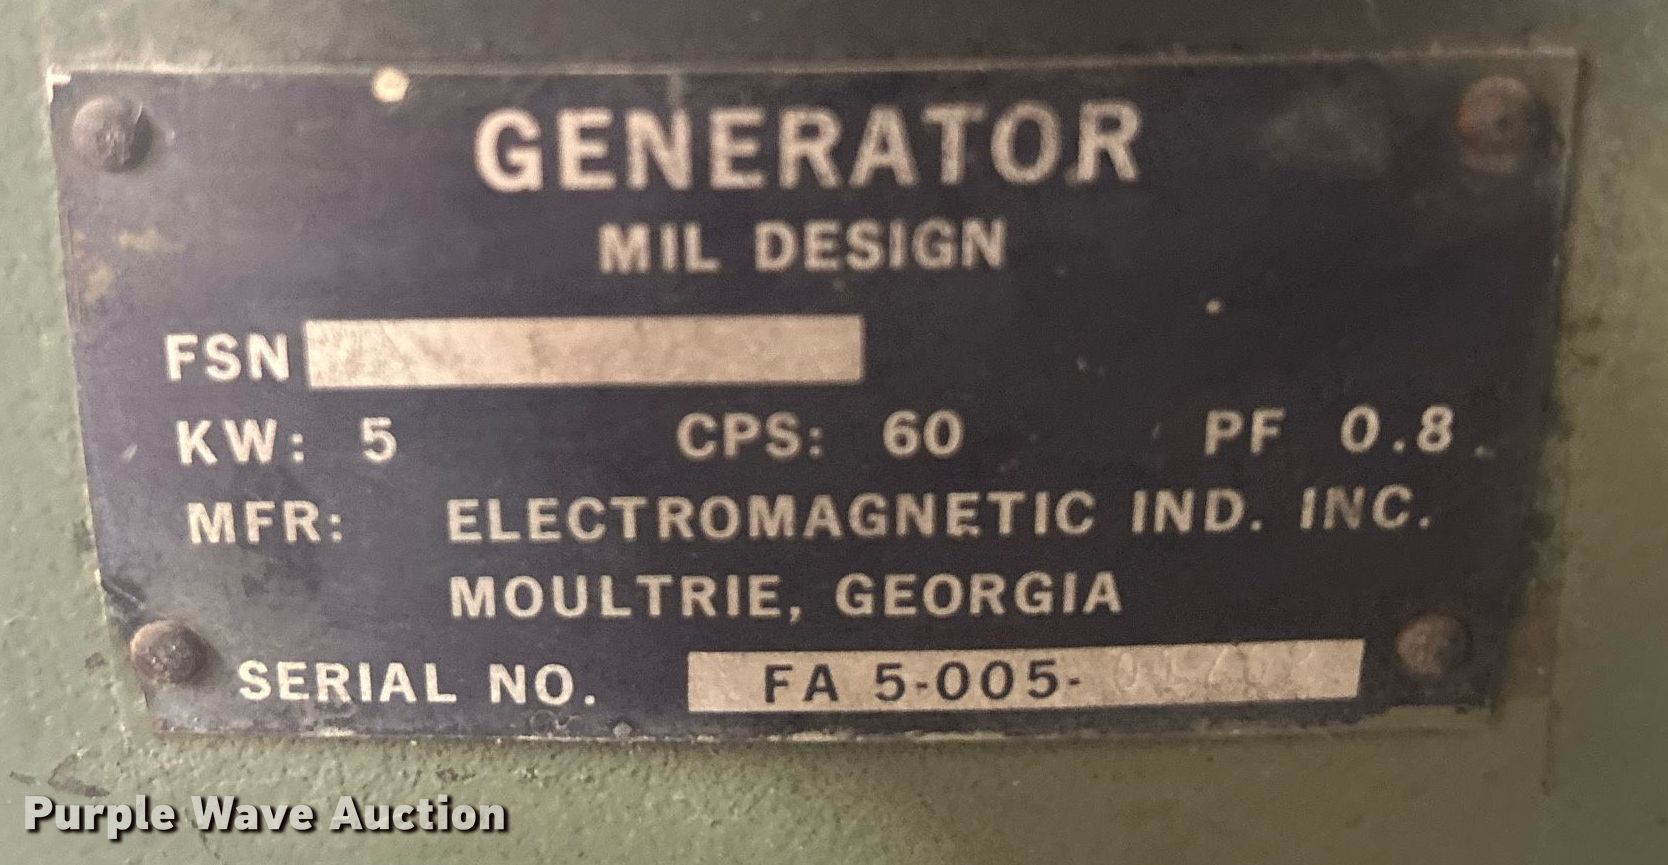 GENERATOR
MIL DESIGN
FSN
KW: 5 CPS: 60 PF 0.8
MFR: ELECTROMAGNETIC IND. INC.
MOULTRIE, GEORGIA
SERIAL NO. FA 5-005-
Purple Wave Auction